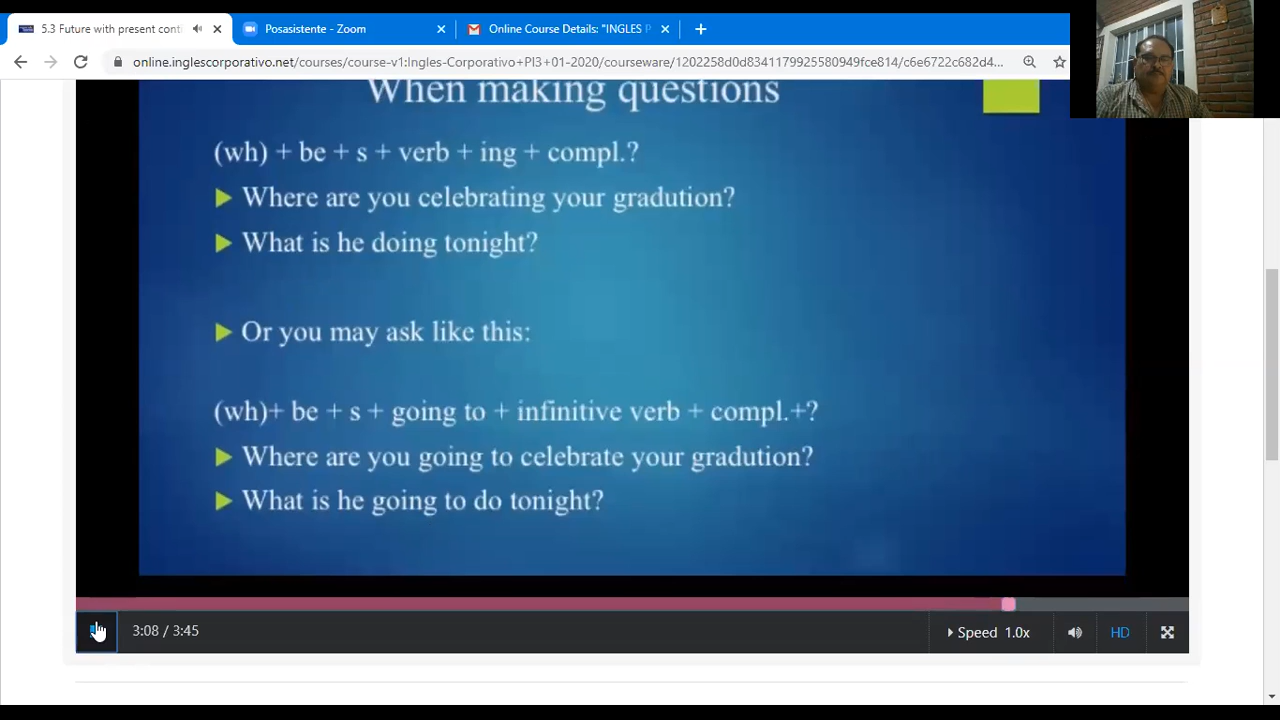 5.3 Future with present conti
Posasistente - Zoom
Online Course Details: "INGLES P
online.inglescorporativo.net/courses/course-v1:Ingles-Corporativo+PI3+01-2020/courseware/1202258d0d8341179925580949fce814/c6e6722c682d4...
When making questions
(wh) + be + s + verb + ing + compl.?
Where are you celebrating your gradution?
What is he doing tonight?
Or you may ask like this:
(wh)+ be + s + going to + infinitive verb + compl.+?
Where are you going to celebrate your gradution?
What is he going to do tonight?
3:08 / 3:45
Speed 1.0x
HD